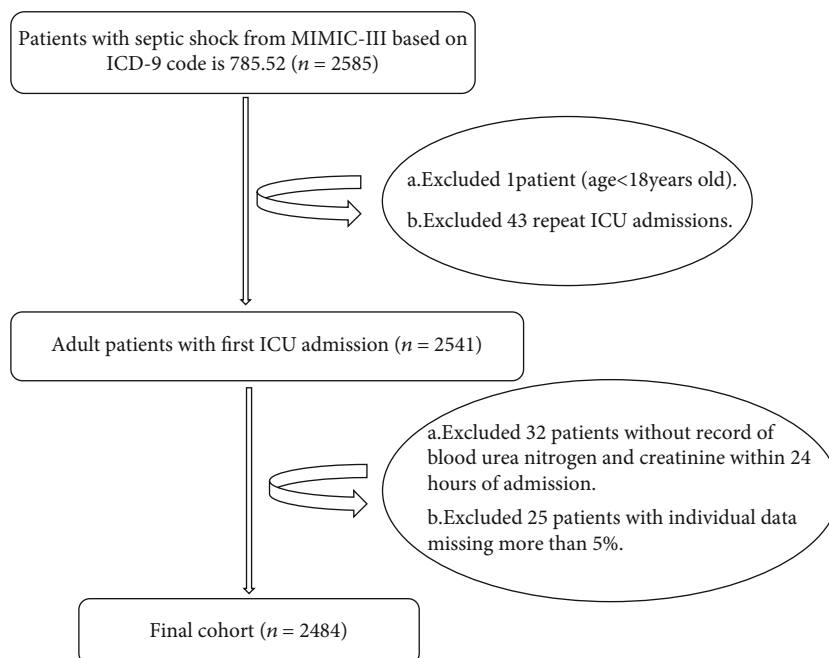 Patients with septic shock from MIMIC-III based on
ICD-9 code is 785.52 (n = 2585)
a.Excluded 1patient (age<18years old).
b.Excluded 43 repeat ICU admissions.
Adult patients with first ICU admission (n = 2541)
a.Excluded 32 patients without record of
blood urea nitrogen and creatinine within 24
hours of admission.
b.Excluded 25 patients with individual data
missing more than 5%.
Final cohort (n = 2484)